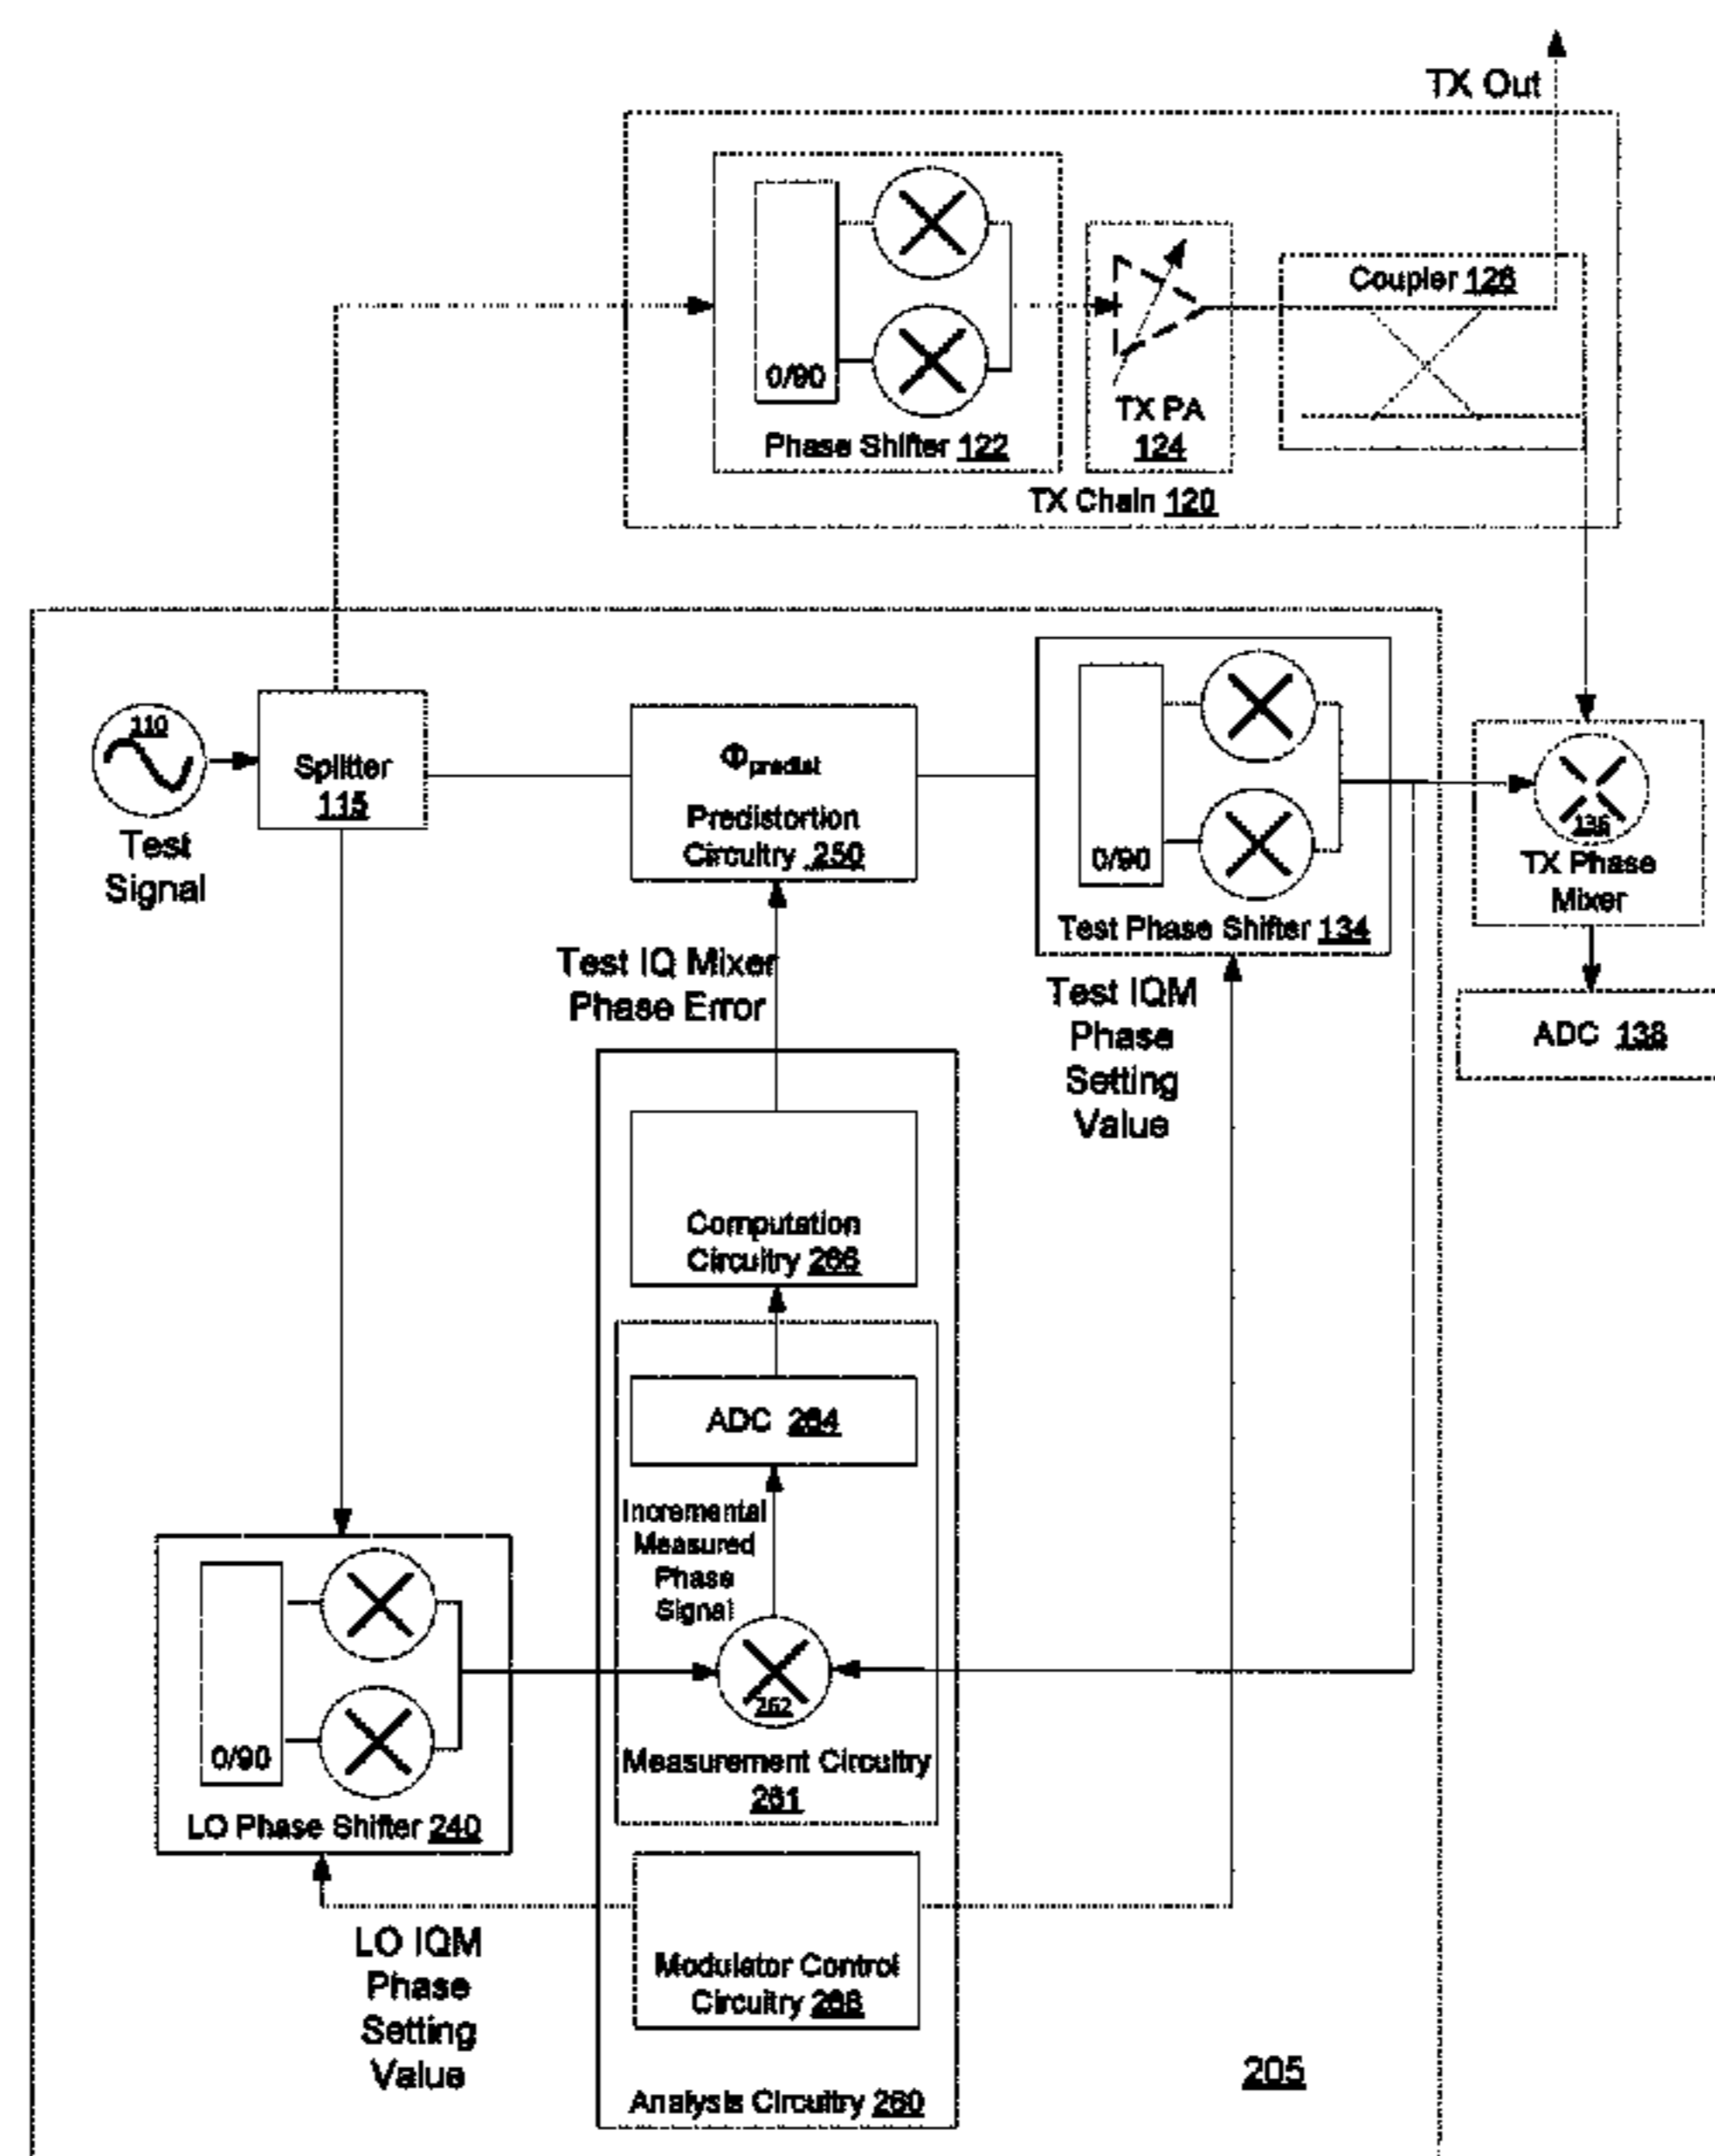 TX Out
Coupler 126
0/90
Phase Shifter 122
TX PA
124
TX Chain 120
110
Test
Signal
Splitter
115
Φpredist
Predistortion
Circuitry 250
0/90
Test Phase Shifter 134
136
TX Phase
Mixer
ADC 138
Test IQ Mixer
Phase Error
Test IQM
Phase
Setting
Value
Computation
Circuitry 266
ADC 264
Incremental
Measured
Phase
Signal
262
Measurement Circuitry
261
0/90
LO Phase Shifter 240
LO IQM
Phase
Setting
Value
Modulator Control
Circuitry 268
Analysis Circuitry 260
205